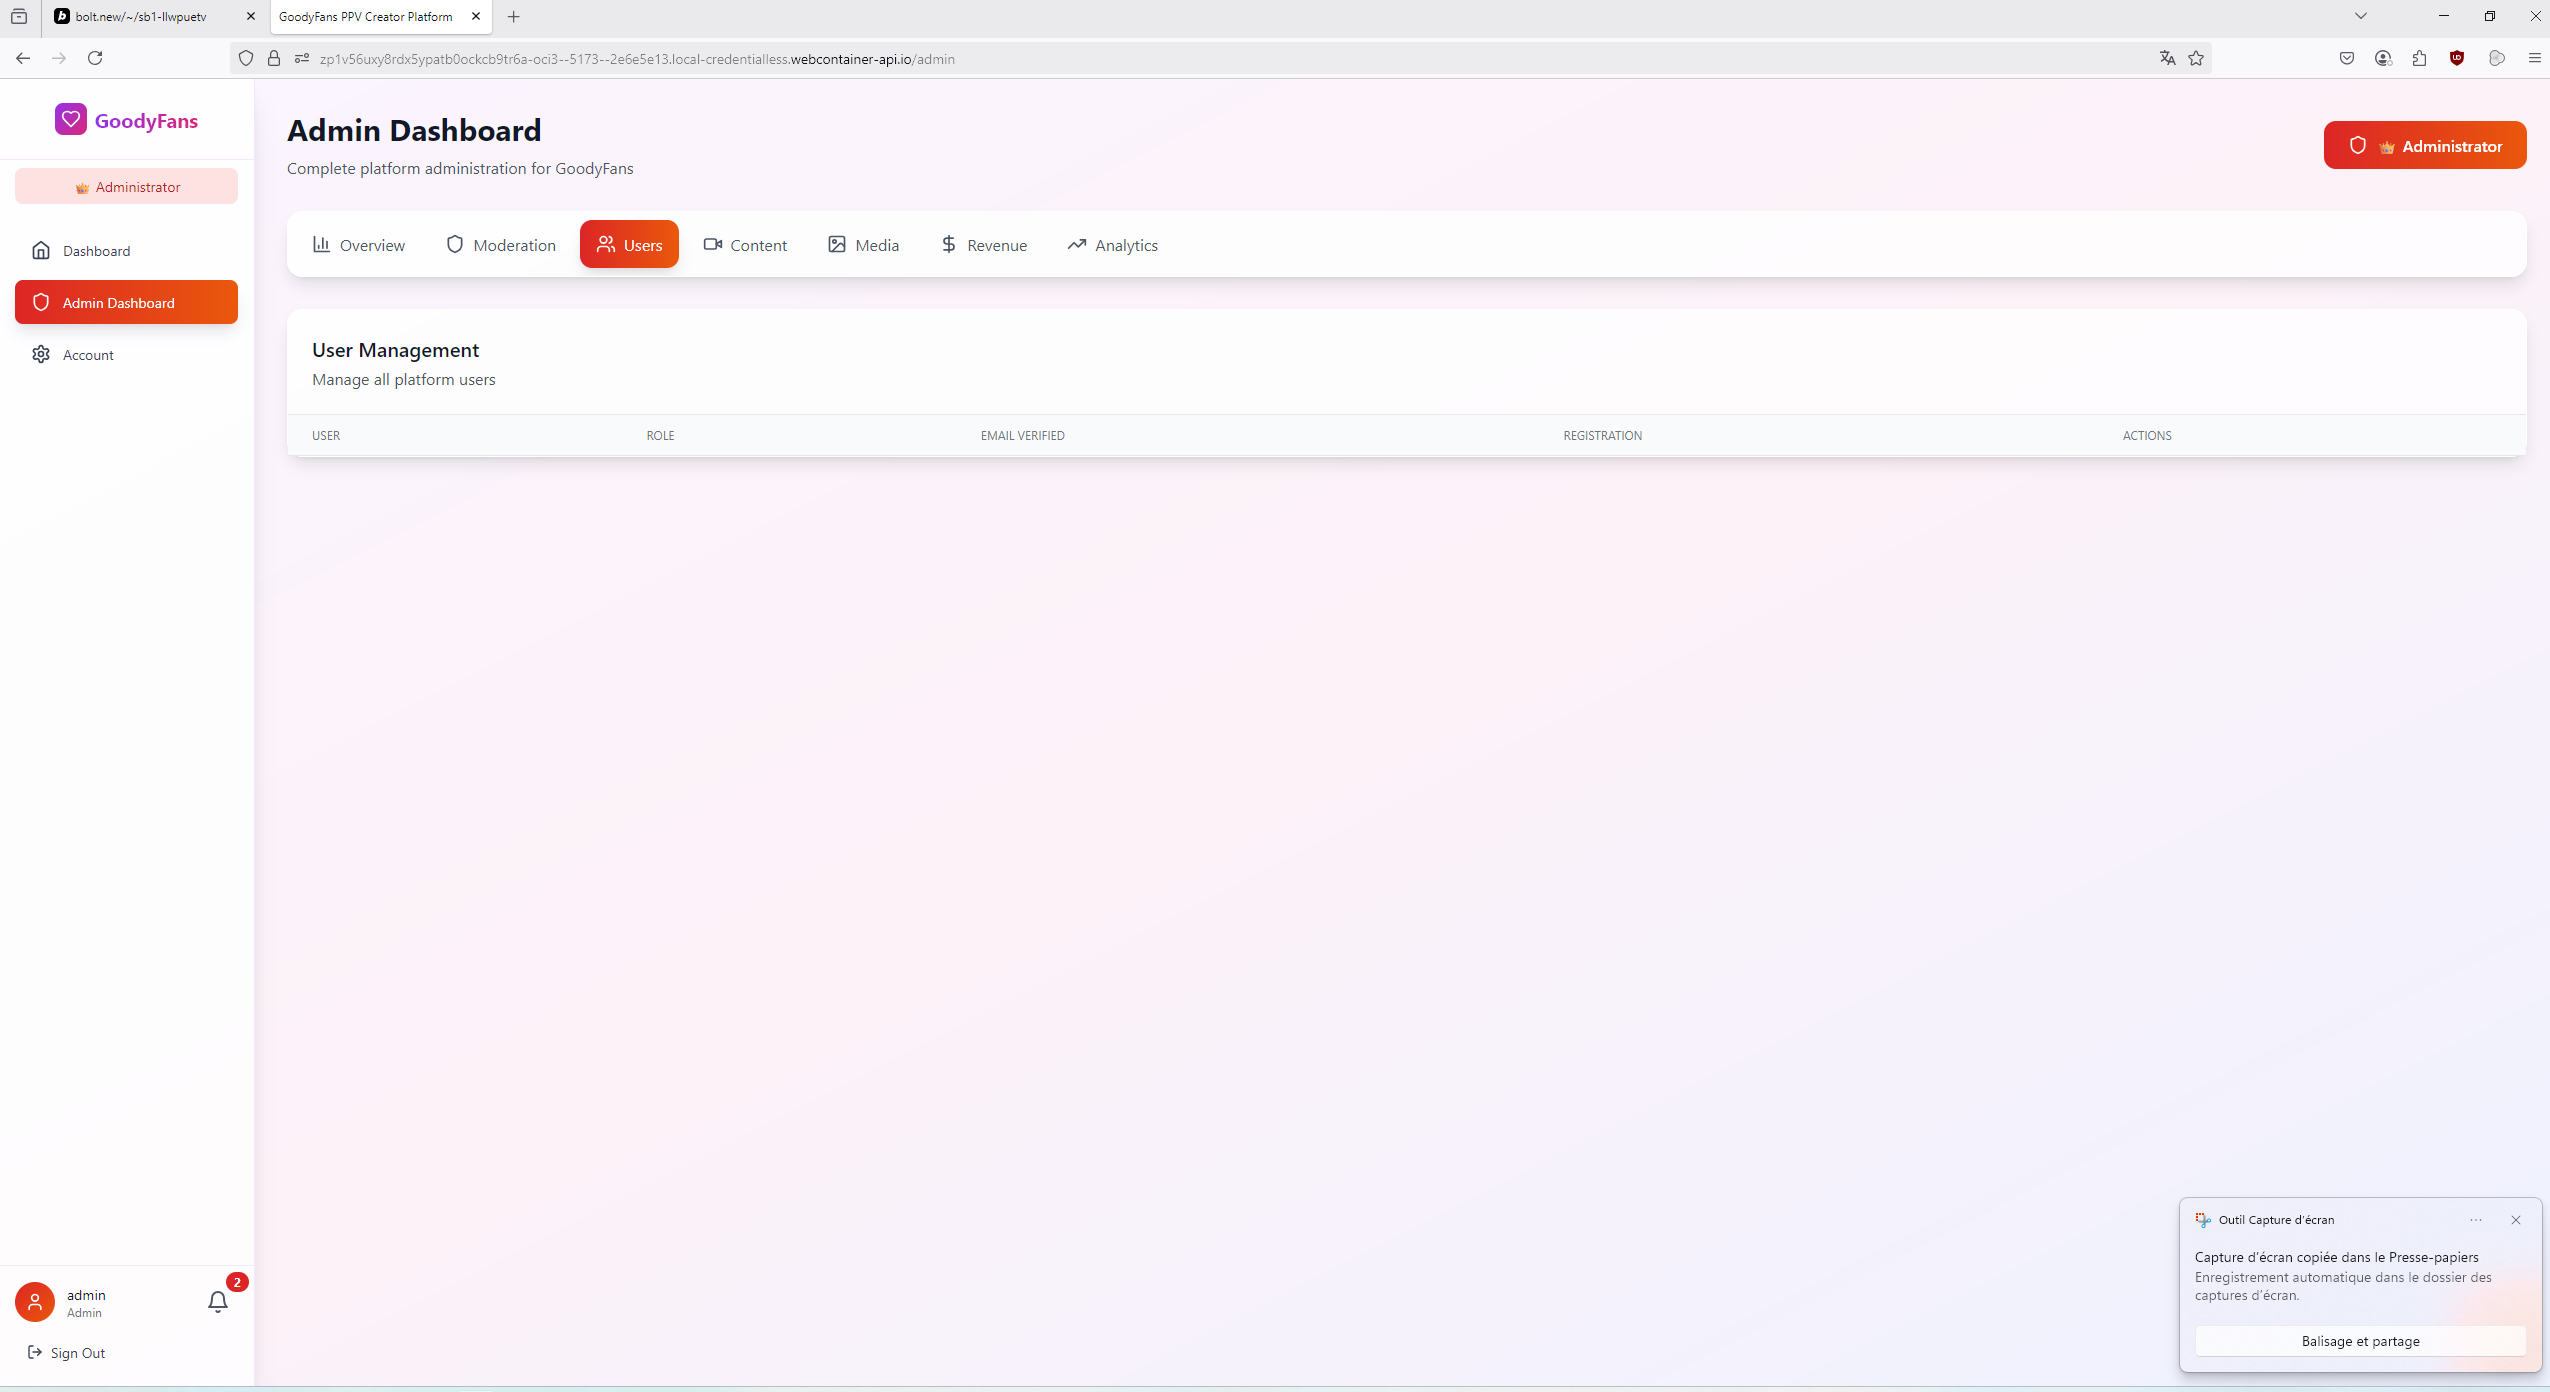 bolt.new/~/sb1-llwpuetv
GoodyFans PPV Creator Platform
zp1v56uxy8rdx5ypatb0ockcb9tr6a-oci3--5173--2e6e5e13.local-credentialless.webcontainer-api.io/admin
GoodyFans
Administrator
Dashboard
Admin Dashboard
Account
Admin Dashboard
Complete platform administration for GoodyFans
Administrator
Overview
Moderation
Users
Content
Media
Revenue
Analytics
User Management
Manage all platform users
USER
ROLE
EMAIL VERIFIED
REGISTRATION
ACTIONS
admin
Admin
2
Sign Out
Outil Capture d'écran
Capture d'écran copiée dans le Presse-papiers
Enregistrement automatique dans le dossier des
captures d'écran.
Balisage et partage